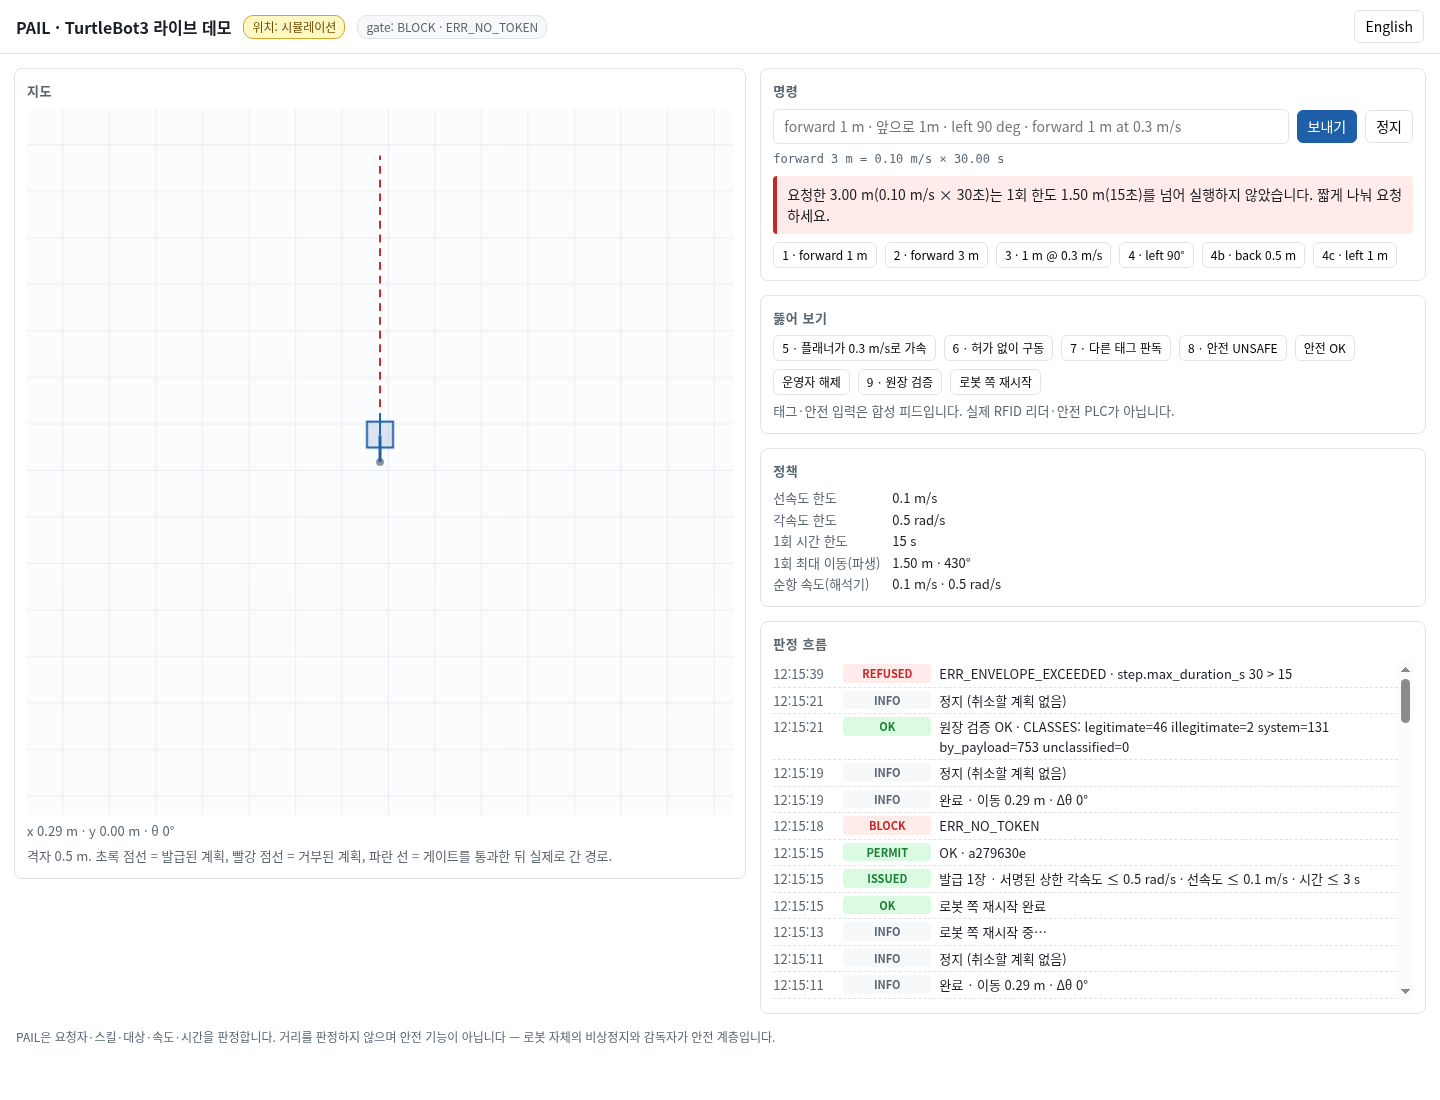 PAIL · TurtleBot3 라이브 데모
위치: 시뮬레이션
gate: BLOCK · ERR_NO_TOKEN
English
지도
x 0.29 m · y 0.00 m · θ 0°
격자 0.5 m. 초록 점선 = 발급된 계획, 빨강 점선 = 거부된 계획, 파란 선 = 게이트를 통과한 뒤 실제로 간 경로.
명령
forward 1 m · 앞으로 1m · left 90 deg · forward 1 m at 0.3 m/s
보내기
정지
forward 3 m = 0.10 m/s × 30.00 s
요청한 3.00 m(0.10 m/s × 30초)는 1회 한도 1.50 m(15초)를 넘어 실행하지 않았습니다. 짧게 나눠 요청
하세요.
1 · forward 1 m
2 · forward 3 m
3 · 1 m @ 0.3 m/s
4 · left 90°
4b · back 0.5 m
4c · left 1 m
뚫어 보기
5 · 플래너가 0.3 m/s로 가속
6 · 허가 없이 구동
7 · 다른 태그 판독
8 · 안전 UNSAFE
안전 OK
운영자 해제
9 · 원장 검증
로봇 쪽 재시작
태그·안전 입력은 합성 피드입니다. 실제 RFID 리더·안전 PLC가 아닙니다.
정책
선속도 한도 0.1 m/s
각속도 한도 0.5 rad/s
1회 시간 한도 15 s
1회 최대 이동(파생) 1.50 m · 430°
순항 속도(해석기) 0.1 m/s · 0.5 rad/s
판정 흐름
12:15:39 REFUSED ERR_ENVELOPE_EXCEEDED · step.max_duration_s 30 > 15
12:15:21 INFO 정지 (취소할 계획 없음)
12:15:21 OK 원장 검증 OK · CLASSES: legitimate=46 illegitimate=2 system=131
by_payload=753 unclassified=0
12:15:19 INFO 정지 (취소할 계획 없음)
12:15:19 INFO 완료 · 이동 0.29 m · Δθ 0°
12:15:18 BLOCK ERR_NO_TOKEN
12:15:15 PERMIT OK · a279630e
12:15:15 ISSUED 발급 1장 · 서명된 상한 각속도 ≤ 0.5 rad/s · 선속도 ≤ 0.1 m/s · 시간 ≤ 3 s
12:15:15 OK 로봇 쪽 재시작 완료
12:15:13 INFO 로봇 쪽 재시작 중…
12:15:11 INFO 정지 (취소할 계획 없음)
12:15:11 INFO 완료 · 이동 0.29 m · Δθ 0°
PAIL은 요청자·스킬·대상·속도·시간을 판정합니다. 거리를 판정하지 않으며 안전 기능이 아닙니다 — 로봇 자체의 비상정지와 감독자가 안전 계층입니다.